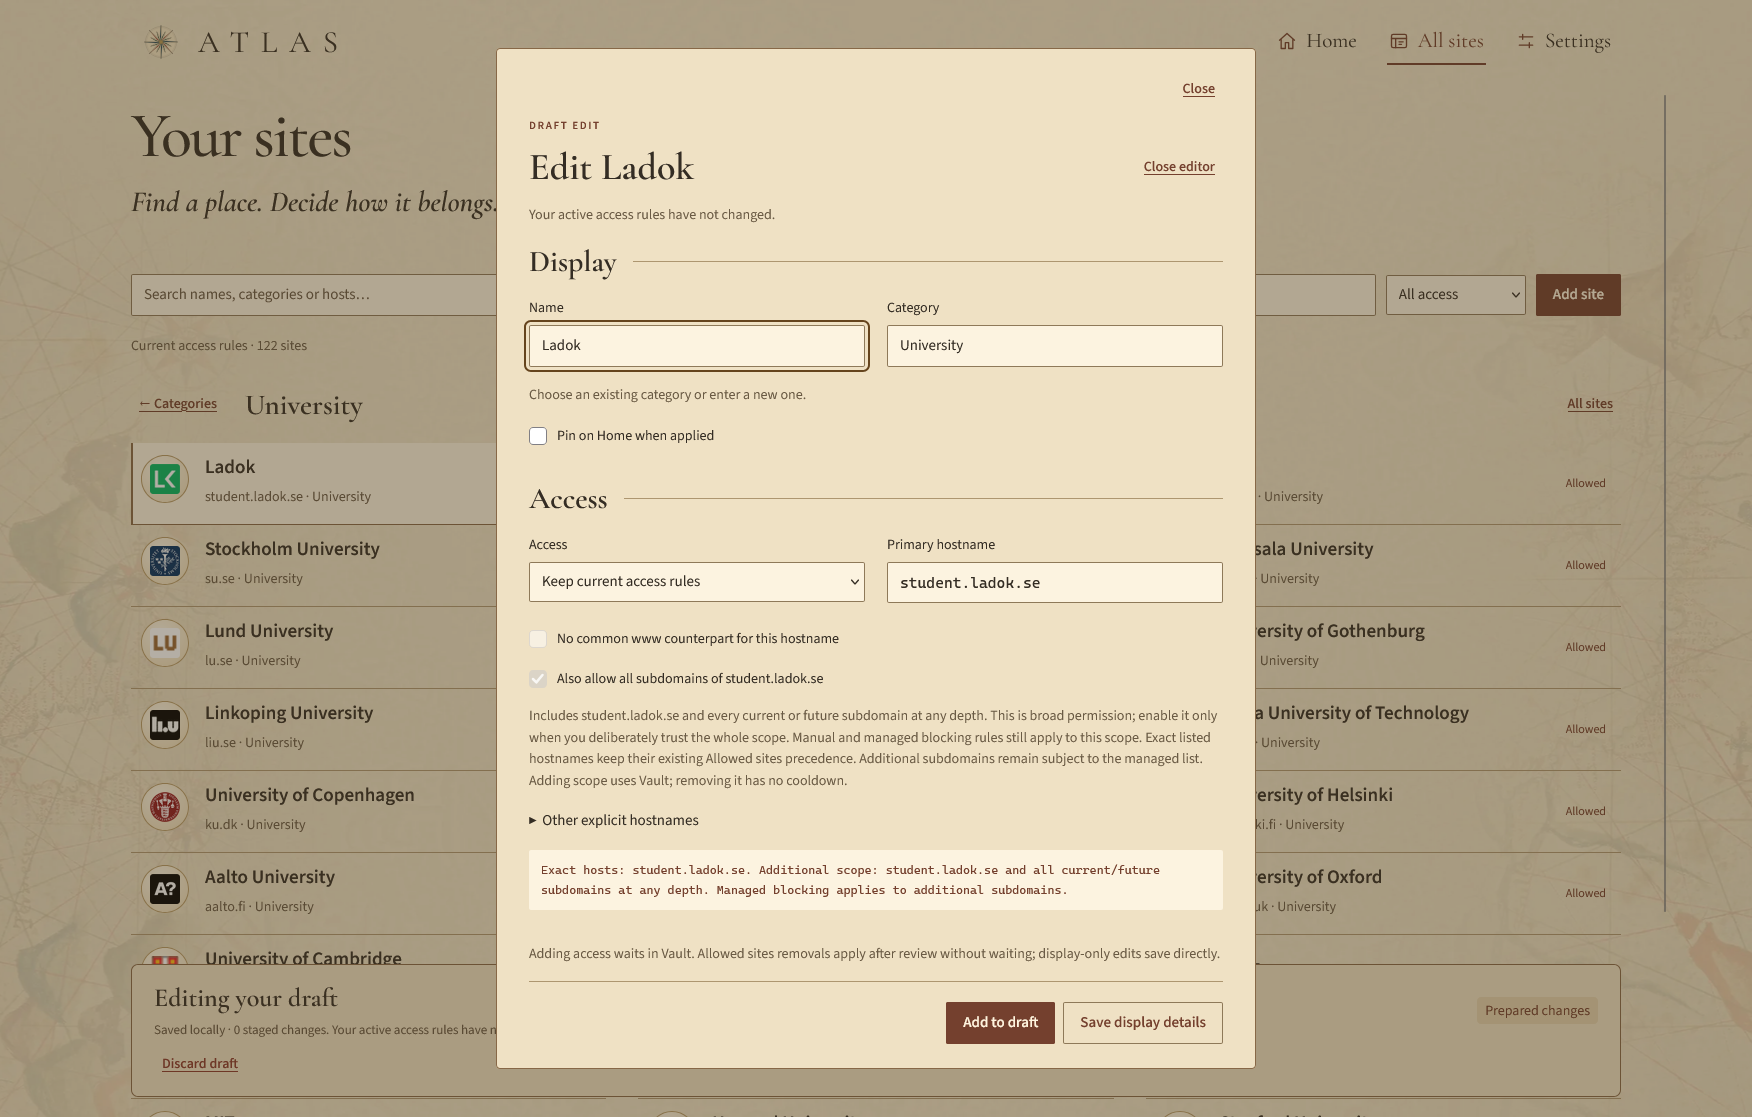 ATLAS
Home
All sites
Settings
Your sites
Find a place. Decide how it belongs.
Search names, categories or hosts…
All access
Add site
Current access rules · 122 sites
← Categories
University
All sites
Ladok
student.ladok.se · University
· University
Allowed
Stockholm University
su.se · University
sala University
University
Allowed
Lund University
lu.se · University
ersity of Gothenburg
University
Allowed
Linkoping University
liu.se · University
a University of Technology
· University
Allowed
University of Copenhagen
ku.dk · University
ersity of Helsinki
ki.fi · University
Allowed
A?
Aalto University
aalto.fi · University
ersity of Oxford
uk · University
Allowed
University of Cambridge
Editing your draft
Saved locally · 0 staged changes. Your active access rules have n
Discard draft
Prepared changes
Close
DRAFT EDIT
Edit Ladok
Close editor
Your active access rules have not changed.
Display
Name
Category
Ladok
University
Choose an existing category or enter a new one.
Pin on Home when applied
Access
Access
Primary hostname
Keep current access rules
student.ladok.se
No common www counterpart for this hostname
Also allow all subdomains of student.ladok.se
Includes student.ladok.se and every current or future subdomain at any depth. This is broad permission; enable it only
when you deliberately trust the whole scope. Manual and managed blocking rules still apply to this scope. Exact listed
hostnames keep their existing Allowed sites precedence. Additional subdomains remain subject to the managed list.
Adding scope uses Vault; removing it has no cooldown.
▸ Other explicit hostnames
Exact hosts: student.ladok.se. Additional scope: student.ladok.se and all current/future
subdomains at any depth. Managed blocking applies to additional subdomains.
Adding access waits in Vault. Allowed sites removals apply after review without waiting; display-only edits save directly.
Add to draft
Save display details